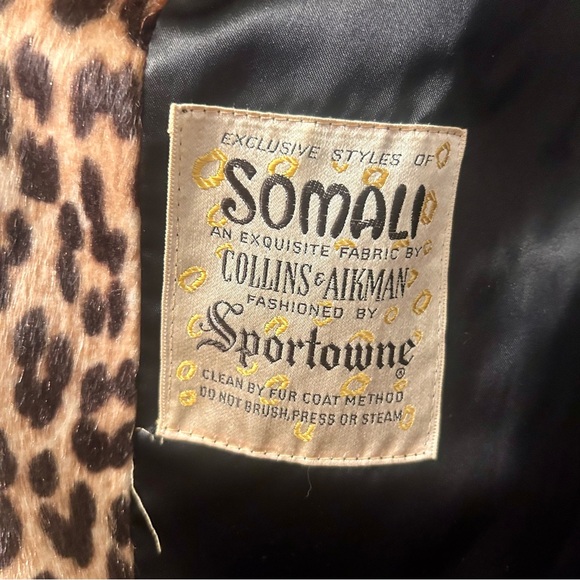 EXCLUSIVE STYLES OF
SOMALI
AN EXQUISITE FABRIC BY
COLLINS & AIKMAN
FASHIONED BY
Sportowne®
CLEAN BY FUR COAT METHOD
DO NOT BRUSH, PRESS OR STEAM